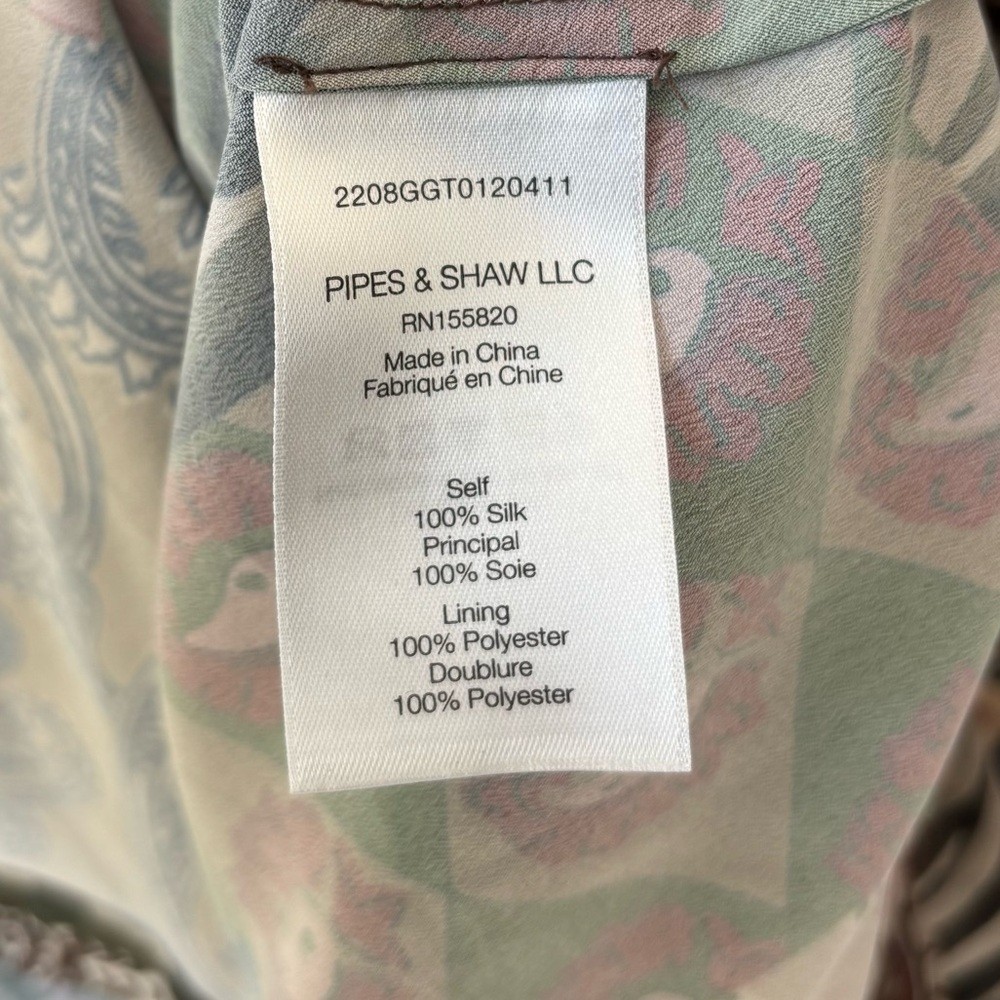 2208GGT0120411
PIPES & SHAW LLC
RN155820
Made in China
Fabriqué en Chine
Self
100% Silk
Principal
100% Soie
Lining
100% Polyester
Doublure
100% Polyester